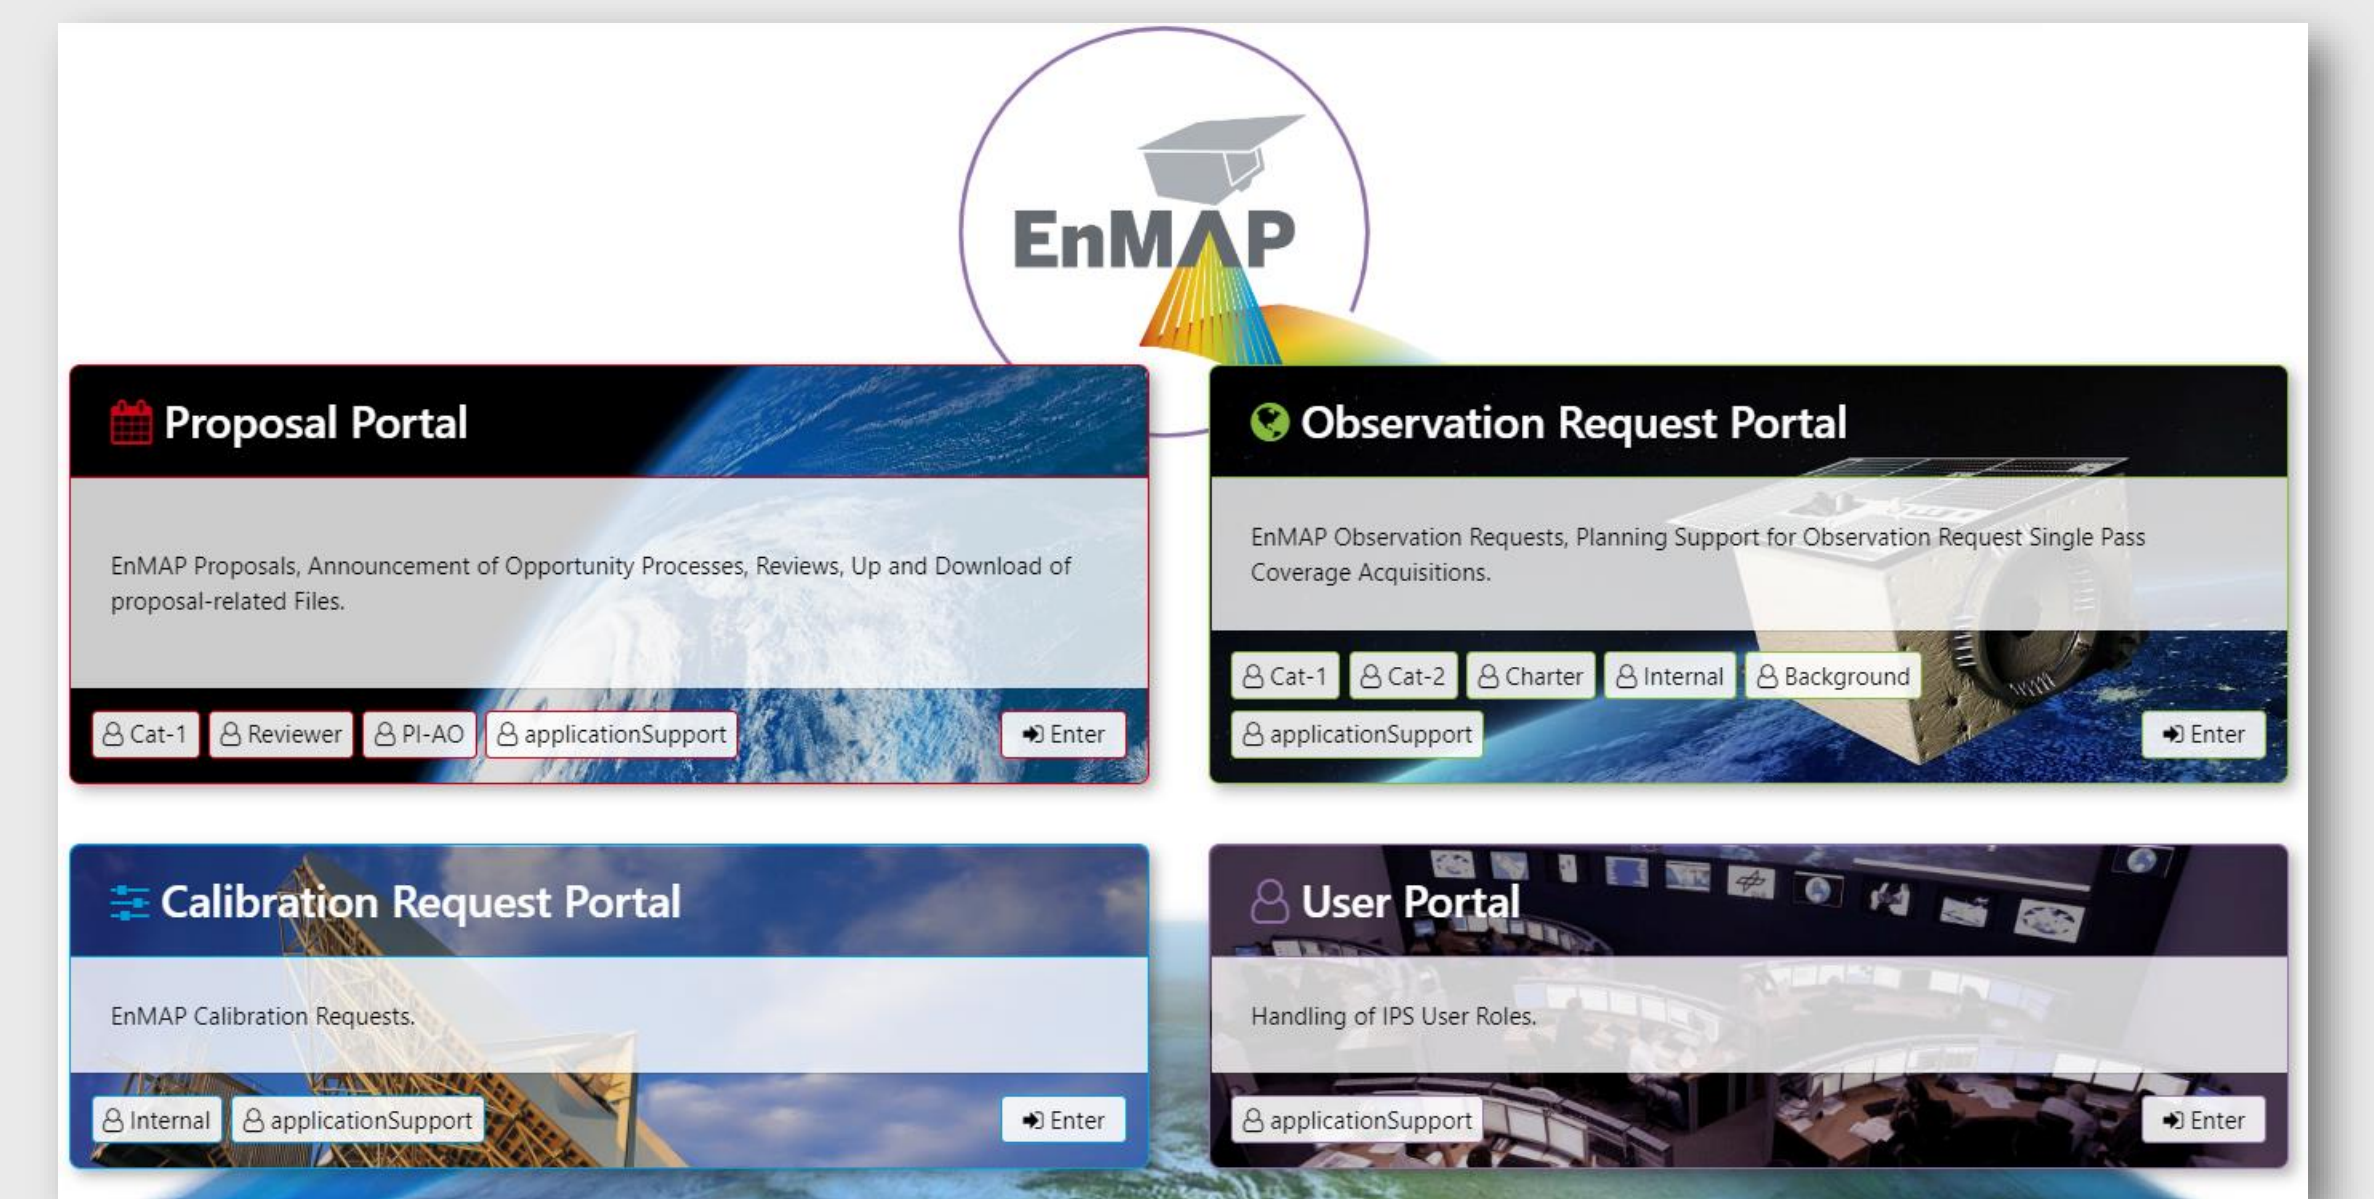 EnMAP
Proposal Portal
EnMAP Proposals, Announcement of Opportunity Processes, Reviews, Up and Download of
proposal-related Files.
Cat-1 Reviewer PI-AO applicationSupport Enter
Observation Request Portal
EnMAP Observation Requests, Planning Support for Observation Request Single Pass
Coverage Acquisitions.
Cat-1 Cat-2 Charter Internal Background
applicationSupport Enter
Calibration Request Portal
EnMAP Calibration Requests.
Internal applicationSupport Enter
User Portal
Handling of IPS User Roles.
applicationSupport Enter